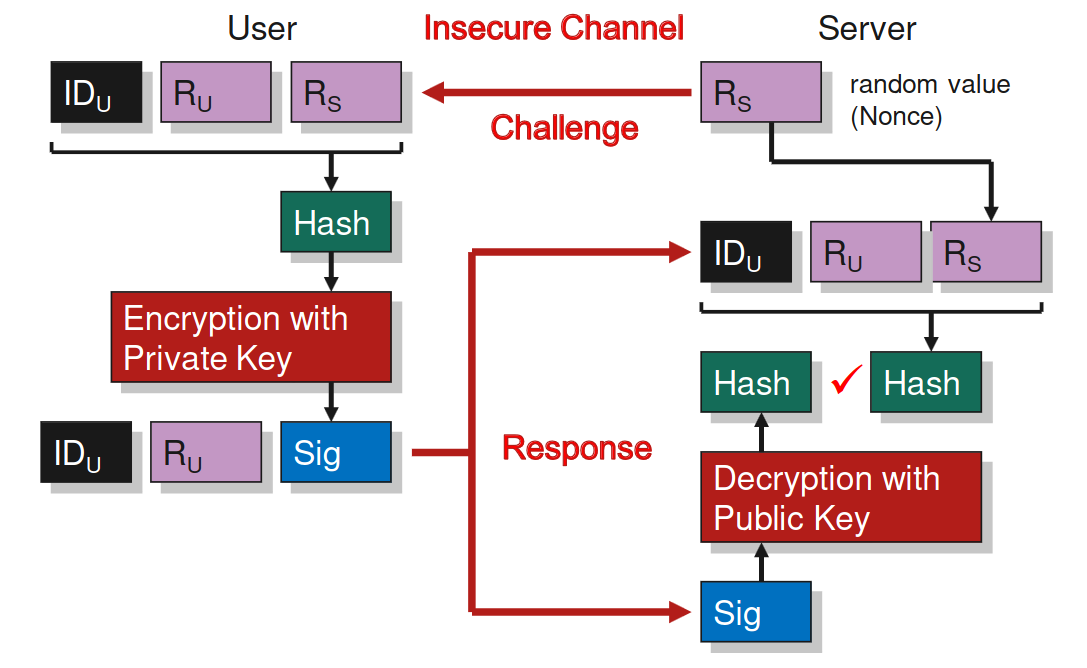 User
Insecure Channel
Server
ID_U
R_U
R_S
R_S
random value
(Nonce)
Challenge
Hash
ID_U
R_U
R_S
Encryption with
Private Key
Hash
✓
Hash
ID_U
R_U
Sig
Response
Decryption with
Public Key
Sig